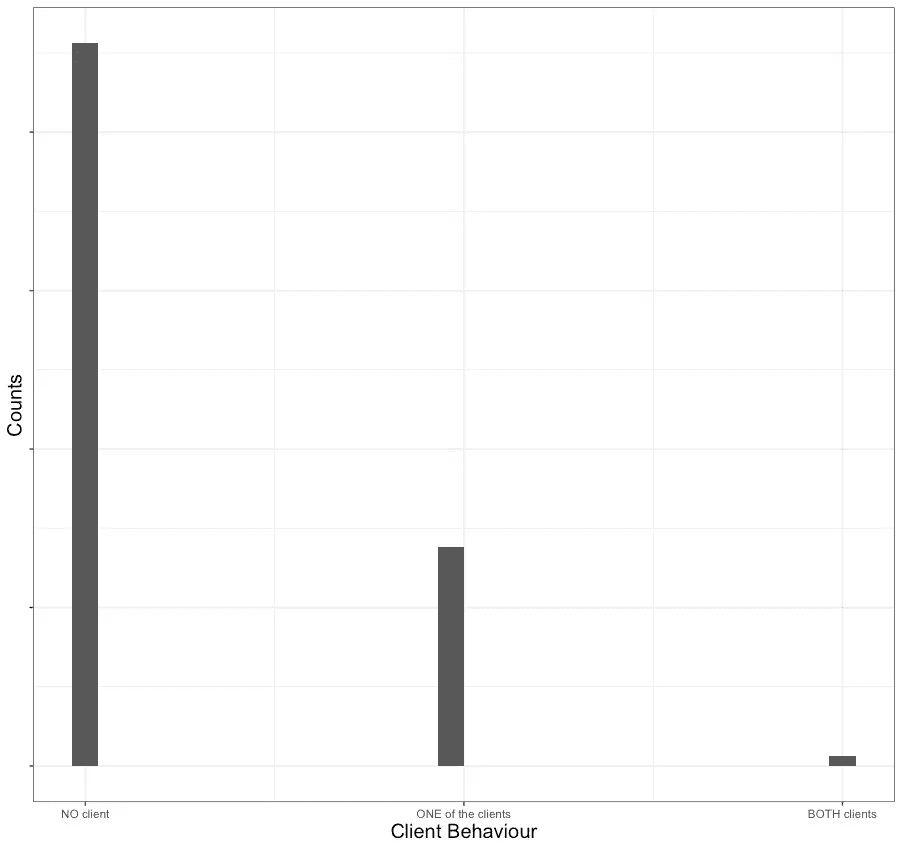 Counts
NO client
ONE of the clients
BOTH clients
Client Behaviour